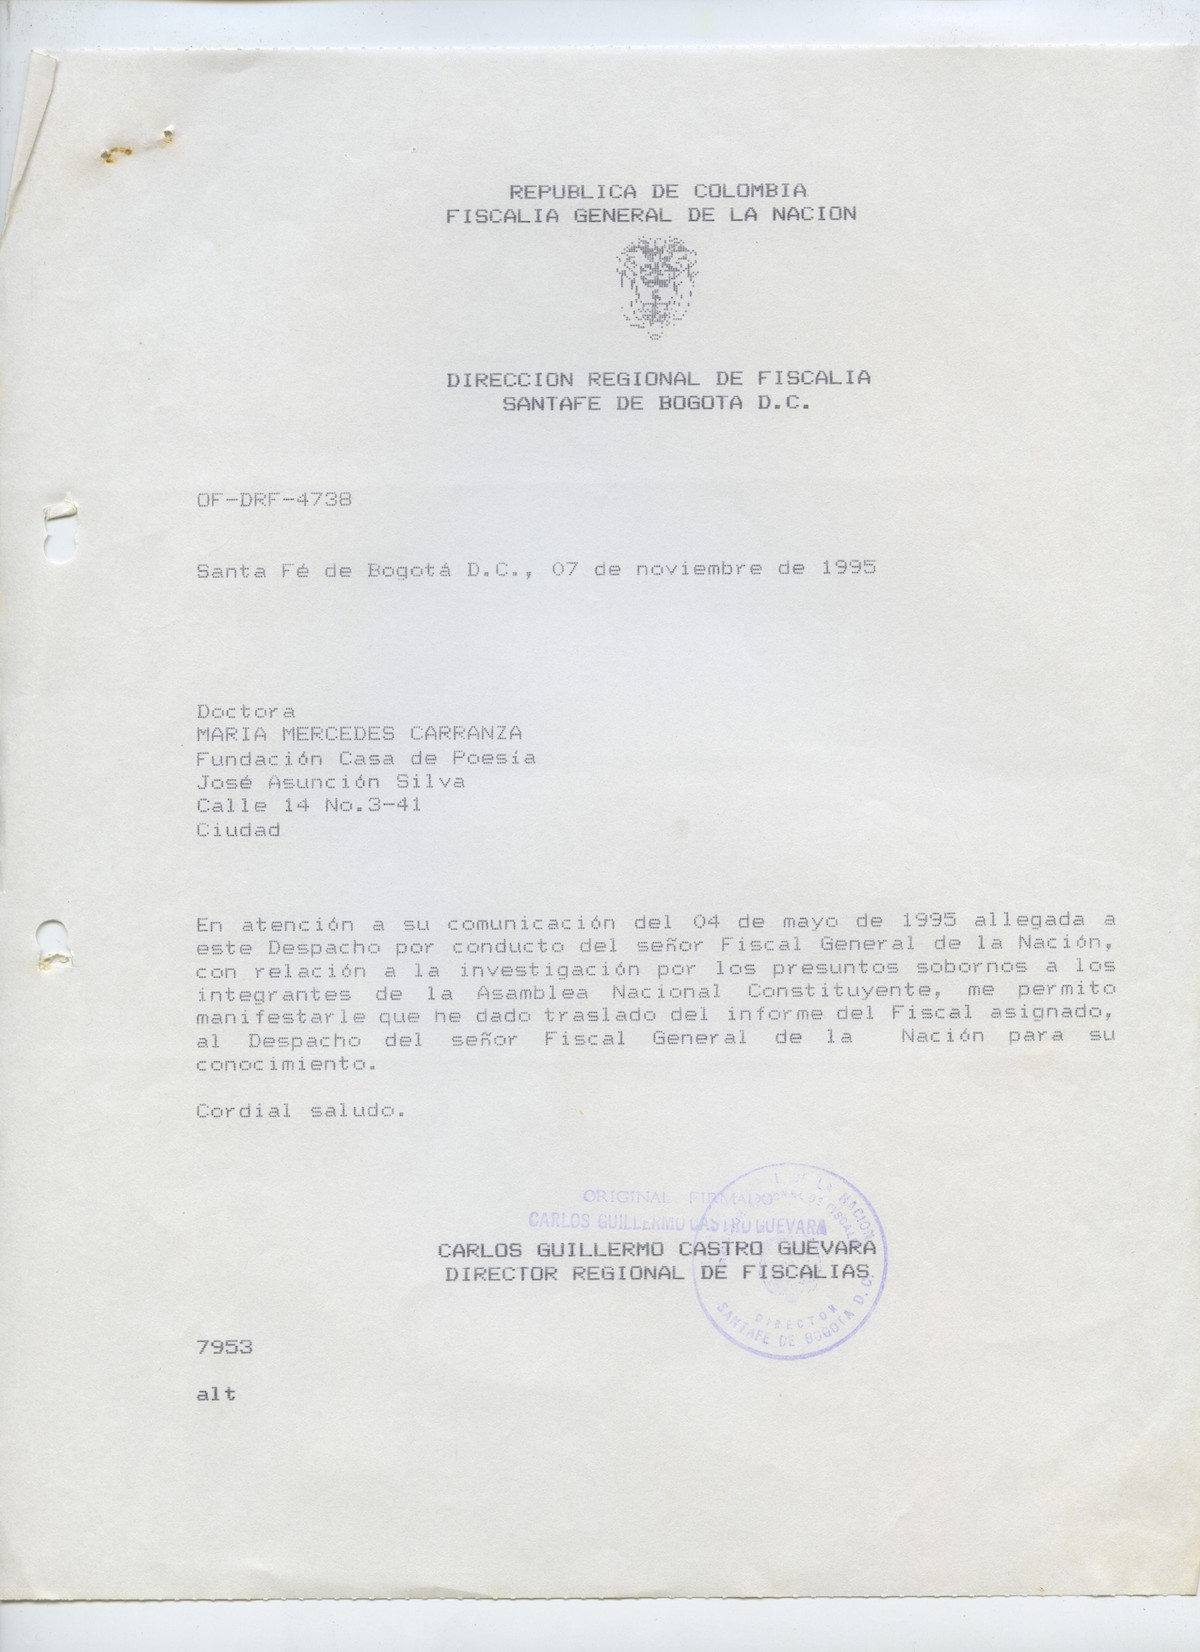 REPUBLICA DE COLOMBIA
FISCALIA GENERAL DE LA NACION
DIRECCION REGIONAL DE FISCALIA
SANTAFE DE BOGOTA D.C.
OF-DRF-4738
Santa Fé de Bogotá D.C., 07 de noviembre de 1995
Doctora
MARIA MERCEDES CARRANZA
Fundación Casa de Poesía
José Asunción Silva
Calle 14 No.3-41
Ciudad
En atención a su comunicación del 04 de mayo de 1995 allegada a
este Despacho por conducto del señor Fiscal General de la Nación,
con relación a la investigación por los presuntos sobornos a los
integrantes de la Asamblea Nacional Constituyente, me permito
manifestarle que he dado traslado del informe del Fiscal asignado,
al Despacho del señor Fiscal General de la Nación para su
conocimiento.
Cordial saludo.
ORIGINAL FIRMADO
CARLOS GUILLERMO CASTRO GUEVARA
CARLOS GUILLERMO CASTRO GUEVARA
DIRECTOR REGIONAL DE FISCALIAS
DE LA NACION
DE FISCALIA
DIRECTOR
SANTAFE DE BOGOTA D.C.
7953
alt